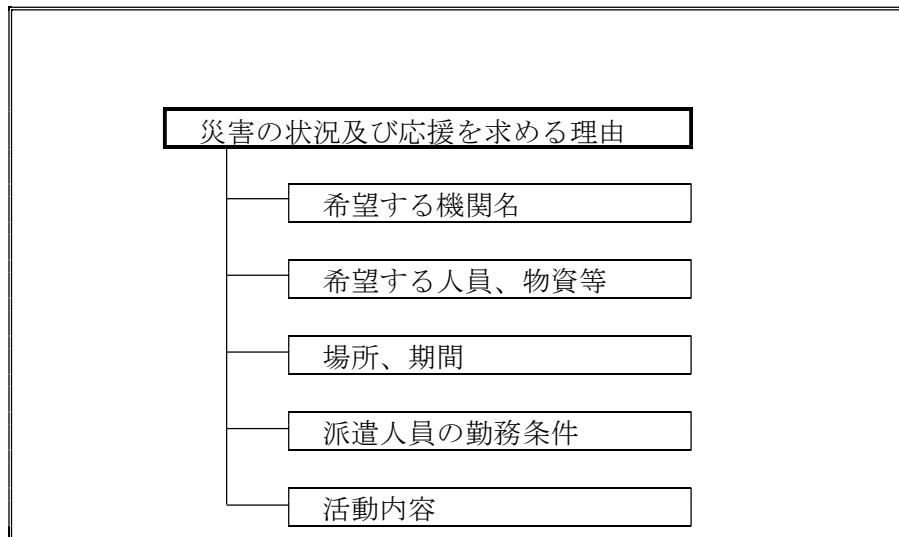 災害の状況及び応援を求める理由
希望する機関名
希望する人員、物資等
場所、期間
派遣人員の勤務条件
活動内容